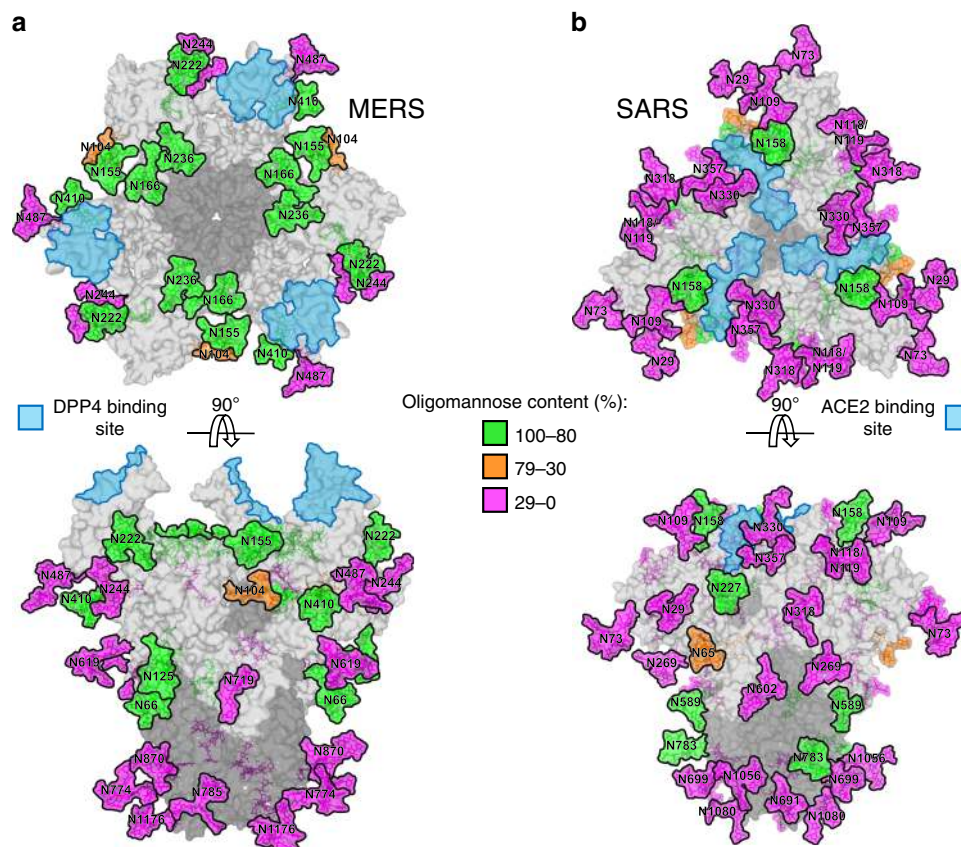 a
MERS
N244
N222
N487
N416
N104
N155
N236
N166
N410
N487
N155
N104
N166
N236
N222
N244
N236
N166
N155
N104
N410
N487
N244
N222
b
SARS
N73
N29
N109
N158
N118/
N119
N318
N357
N330
N318
N118/
N119
N330
N357
N158
N158
N29
N109
N73
N109
N29
N330
N357
N318
N118/
N119
N73
DPP4 binding
site
90°
Oligomannose content (%):
100–80
79–30
29–0
90°
ACE2 binding
site
N222
N155
N222
N487
N244
N410
N104
N487
N244
N410
N619
N125
N66
N719
N619
N66
N870
N774
N785
N1176
N870
N774
N1176
N109
N158
N330
N357
N158
N109
N118/
N119
N227
N29
N318
N73
N73
N65
N269
N269
N602
N589
N589
N783
N783
N699
N1056
N1056
N699
N691
N1080
N1080